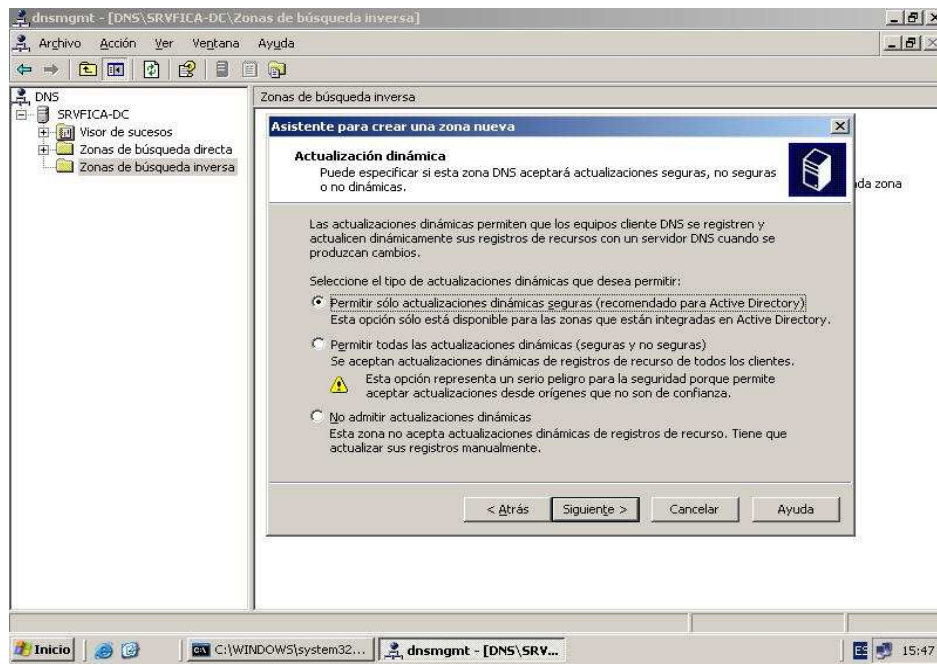 dnsmgmt - [DNS\SRVFICA-DC\Zonas de búsqueda inversa]
Archivo Acción Ver Ventana Ayuda
DNS
SRVFICA-DC
Visor de sucesos
Zonas de búsqueda directa
Zonas de búsqueda inversa
Zonas de búsqueda inversa
ada zona
Asistente para crear una zona nueva
Actualización dinámica
Puede especificar si esta zona DNS aceptará actualizaciones seguras, no seguras
o no dinámicas.
Las actualizaciones dinámicas permiten que los equipos cliente DNS se registren y
actualicen dinámicamente sus registros de recursos con un servidor DNS cuando se
produzcan cambios.
Seleccione el tipo de actualizaciones dinámicas que desea permitir:
Permitir sólo actualizaciones dinámicas seguras (recomendado para Active Directory)
Esta opción sólo está disponible para las zonas que están integradas en Active Directory.
Permitir todas las actualizaciones dinámicas (seguras y no seguras)
Se aceptan actualizaciones dinámicas de registros de recurso de todos los clientes.
Esta opción representa un serio peligro para la seguridad porque permite
aceptar actualizaciones desde orígenes que no son de confianza.
No admitir actualizaciones dinámicas
Esta zona no acepta actualizaciones dinámicas de registros de recurso. Tiene que
actualizar sus registros manualmente.
< Atrás Siguiente > Cancelar Ayuda
Inicio C:\WINDOWS\system32... dnsmgmt - [DNS\SRV... ES 15:47